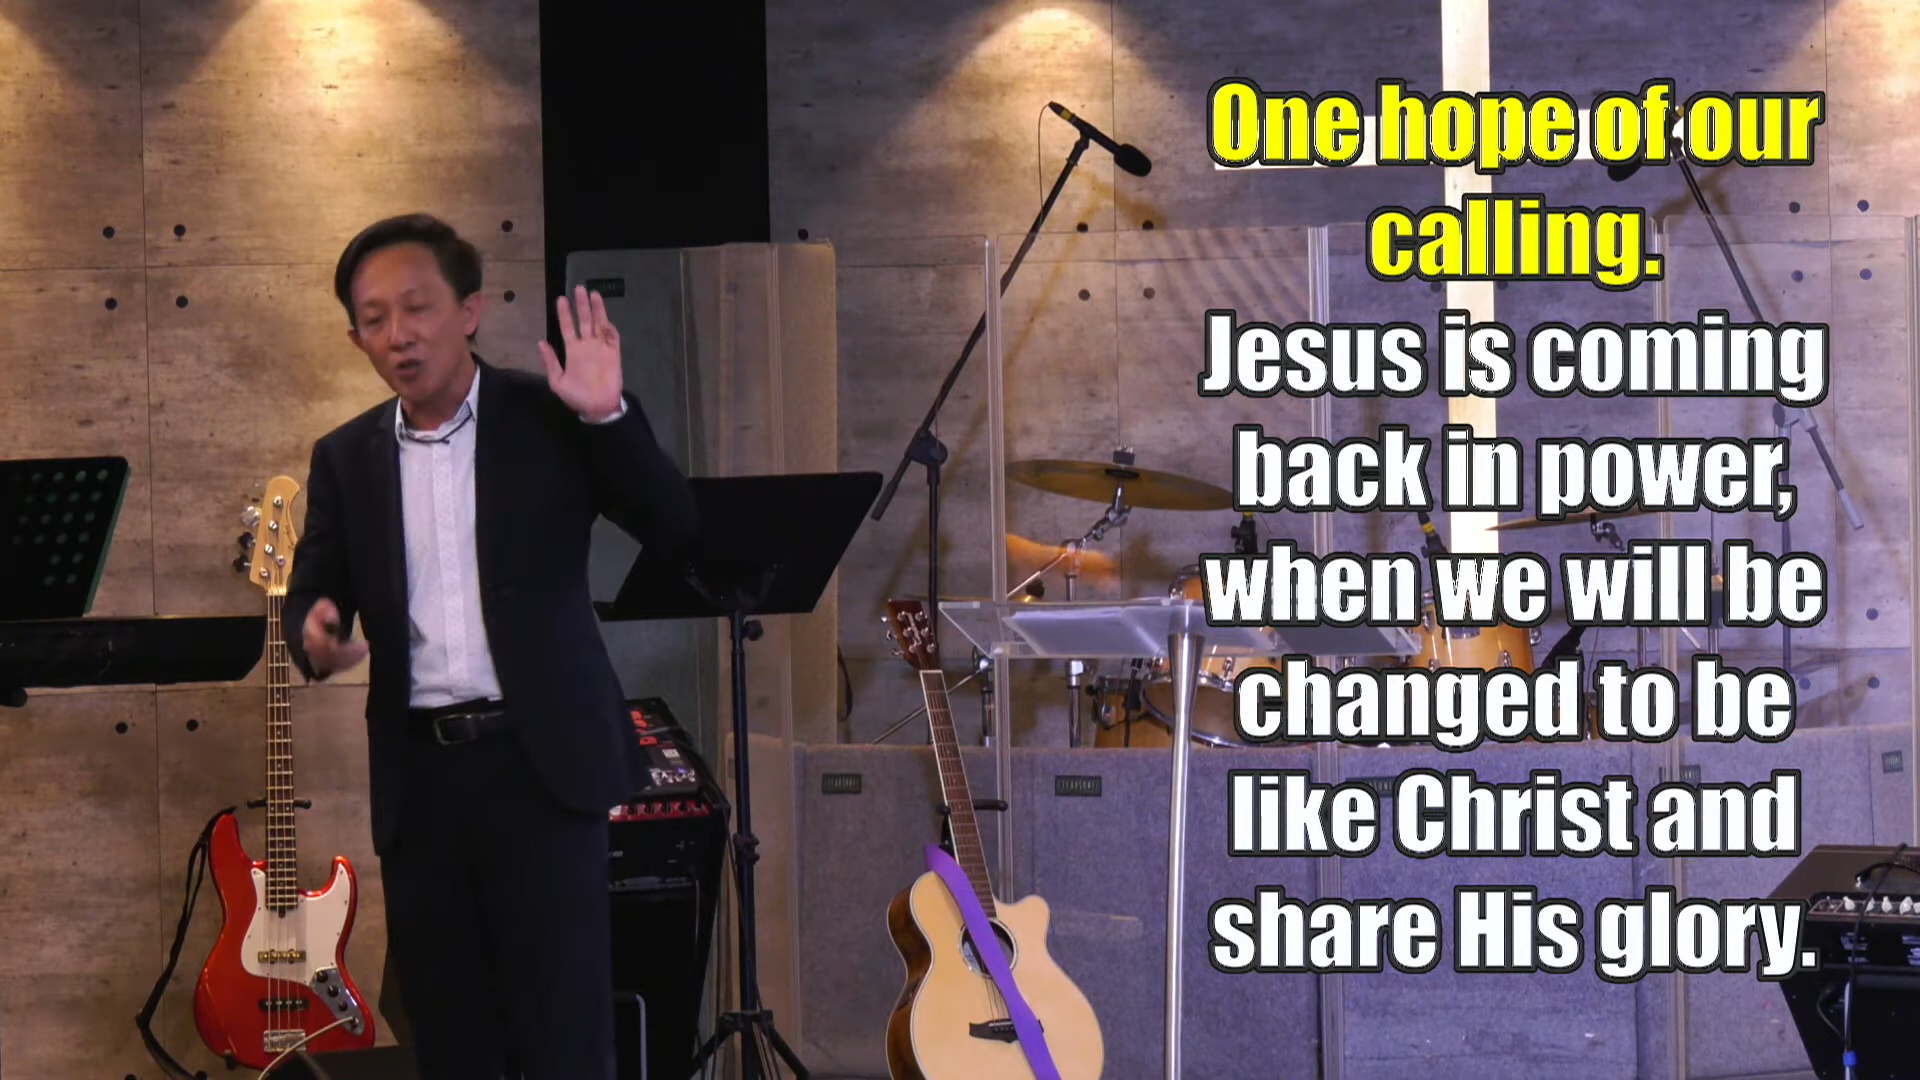 One hope of our
calling.
Jesus is coming
back in power,
when we will be
changed to be
like Christ and
share His glory.